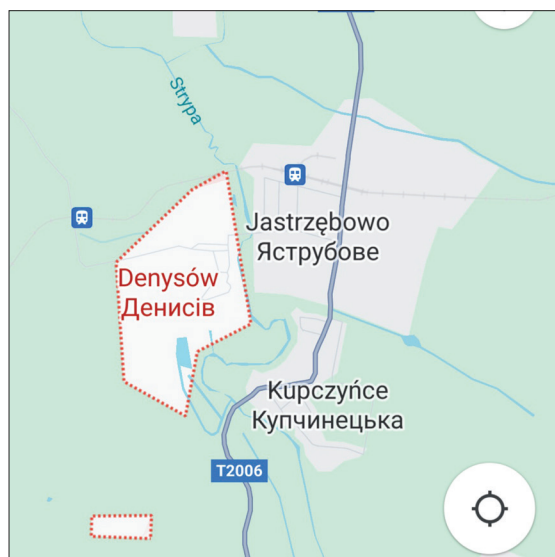 Strypa
Jastrzębowo
Яструбове
Denysów
Денисів
Kupczyńce
Купчинецька
T2006